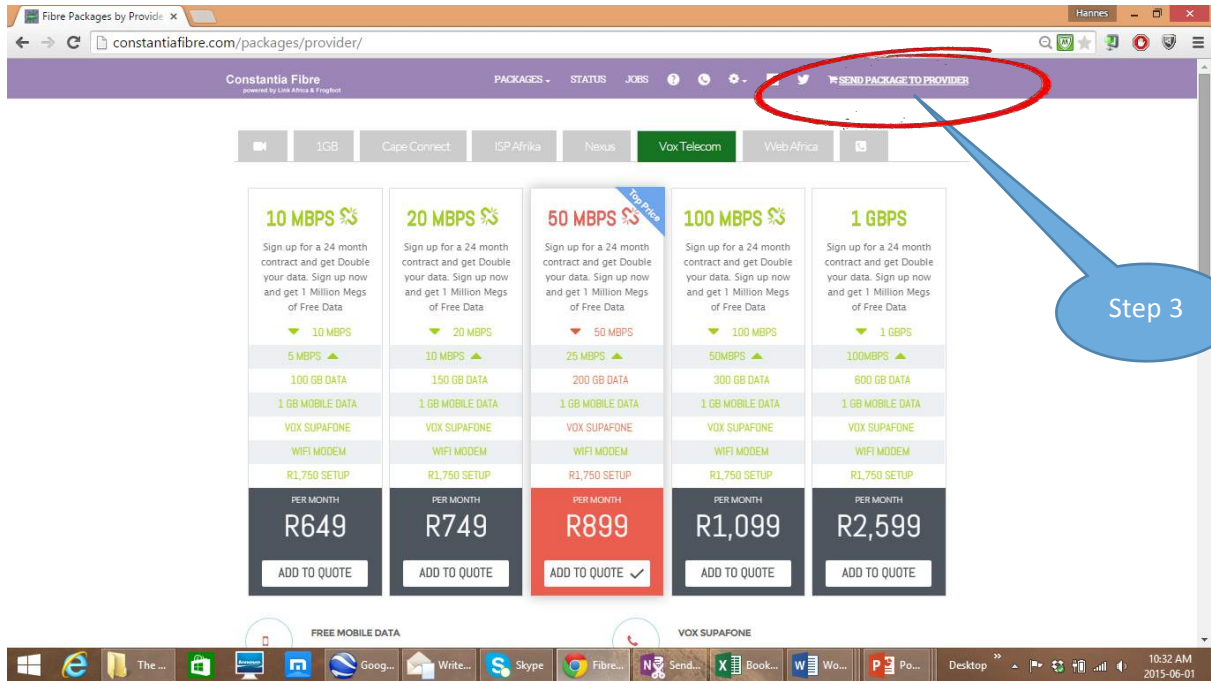 Fibre Packages by Provide
Hannes
constantiafibre.com/packages/provider/
Constantia Fibre
powered by Link Africa & Frogfoot
PACKAGES
STATUS
JOBS
SEND PACKAGE TO PROVIDER
1GB
Cape Connect
ISP Afrika
Nexus
Vox Telecom
Web Africa
Step 3
10 MBPS
Sign up for a 24 month
contract and get Double
your data. Sign up now
and get 1 Million Megs
of Free Data
10 MBPS
5 MBPS
100 GB DATA
1 GB MOBILE DATA
VOX SUPAFONE
WIFI MODEM
R1,750 SETUP
PER MONTH
R649
ADD TO QUOTE
20 MBPS
Sign up for a 24 month
contract and get Double
your data. Sign up now
and get 1 Million Megs
of Free Data
20 MBPS
10 MBPS
150 GB DATA
1 GB MOBILE DATA
VOX SUPAFONE
WIFI MODEM
R1,750 SETUP
PER MONTH
R749
ADD TO QUOTE
Top Price
50 MBPS
Sign up for a 24 month
contract and get Double
your data. Sign up now
and get 1 Million Megs
of Free Data
50 MBPS
25 MBPS
200 GB DATA
1 GB MOBILE DATA
VOX SUPAFONE
WIFI MODEM
R1,750 SETUP
PER MONTH
R899
ADD TO QUOTE
100 MBPS
Sign up for a 24 month
contract and get Double
your data. Sign up now
and get 1 Million Megs
of Free Data
100 MBPS
50MBPS
300 GB DATA
1 GB MOBILE DATA
VOX SUPAFONE
WIFI MODEM
R1,750 SETUP
PER MONTH
R1,099
ADD TO QUOTE
1 GBPS
Sign up for a 24 month
contract and get Double
your data. Sign up now
and get 1 Million Megs
of Free Data
1 GBPS
100MBPS
600 GB DATA
1 GB MOBILE DATA
VOX SUPAFONE
WIFI MODEM
R1,750 SETUP
PER MONTH
R2,599
ADD TO QUOTE
FREE MOBILE DATA
VOX SUPAFONE
The ...
Goog...
Write...
Skype
Fibre...
Send...
Book...
Wo...
Po...
Desktop
10:32 AM
2015-06-01